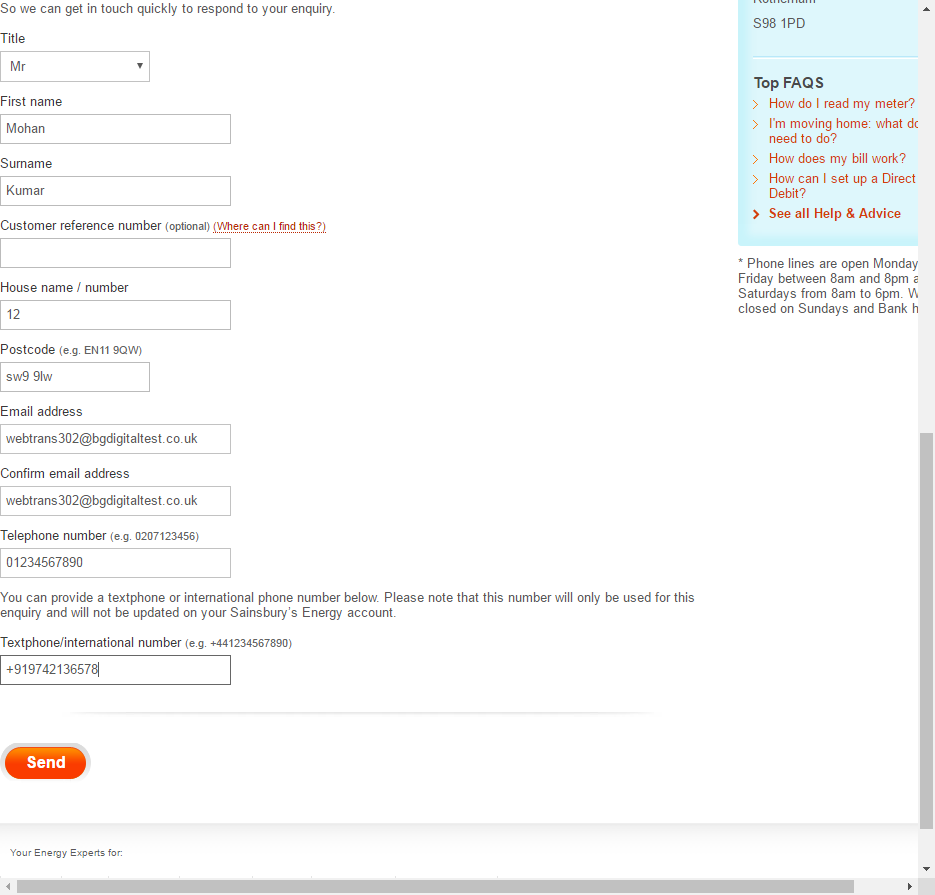 So we can get in touch quickly to respond to your enquiry.
Title
Mr
First name
Mohan
Surname
Kumar
Customer reference number (optional) (Where can I find this?)
House name / number
12
Postcode (e.g. EN11 9QW)
sw9 9lw
Email address
webtrans302@bgdigitaltest.co.uk
Confirm email address
webtrans302@bgdigitaltest.co.uk
Telephone number (e.g. 0207123456)
01234567890
You can provide a textphone or international phone number below. Please note that this number will only be used for this
enquiry and will not be updated on your Sainsbury's Energy account.
Textphone/international number (e.g. +441234567890)
+919742136578
Send
Your Energy Experts for:
S98 1PD
Top FAQS
How do I read my meter?
I'm moving home: what do
need to do?
How does my bill work?
How can I set up a Direct
Debit?
See all Help & Advice
* Phone lines are open Monday
Friday between 8am and 8pm
Saturdays from 8am to 6pm.
closed on Sundays and Bank